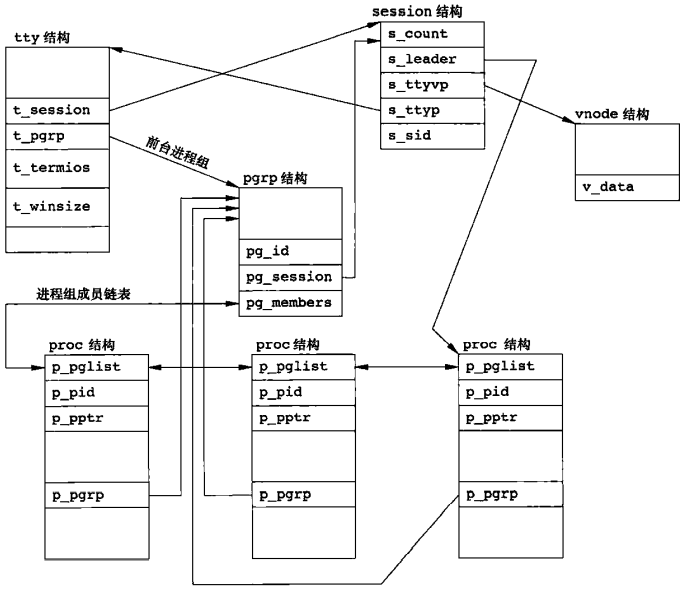 session 结构
s_count
s_leader
s_ttyvp
s_ttyp
s_sid
tty 结构
t_session
t_pgrp
t_termios
t_winsize
vnode 结构
v_data
前台进程组
pgrp 结构
pg_id
pg_session
pg_members
进程组成员链表
proc 结构
p_pglist
p_pid
p_pptr
p_pgrp
proc 结构
p_pglist
p_pid
p_pptr
p_pgrp
proc 结构
p_pglist
p_pid
p_pptr
p_pgrp